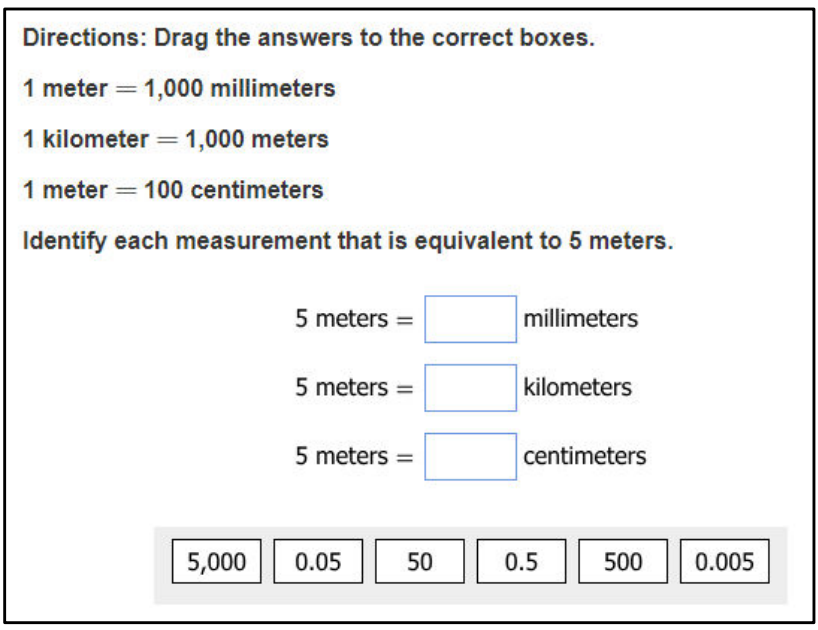 Directions: Drag the answers to the correct boxes.
1 meter = 1,000 millimeters
1 kilometer = 1,000 meters
1 meter = 100 centimeters
Identify each measurement that is equivalent to 5 meters.
5 meters = millimeters
5 meters = kilometers
5 meters = centimeters
5,000 0.05 50 0.5 500 0.005